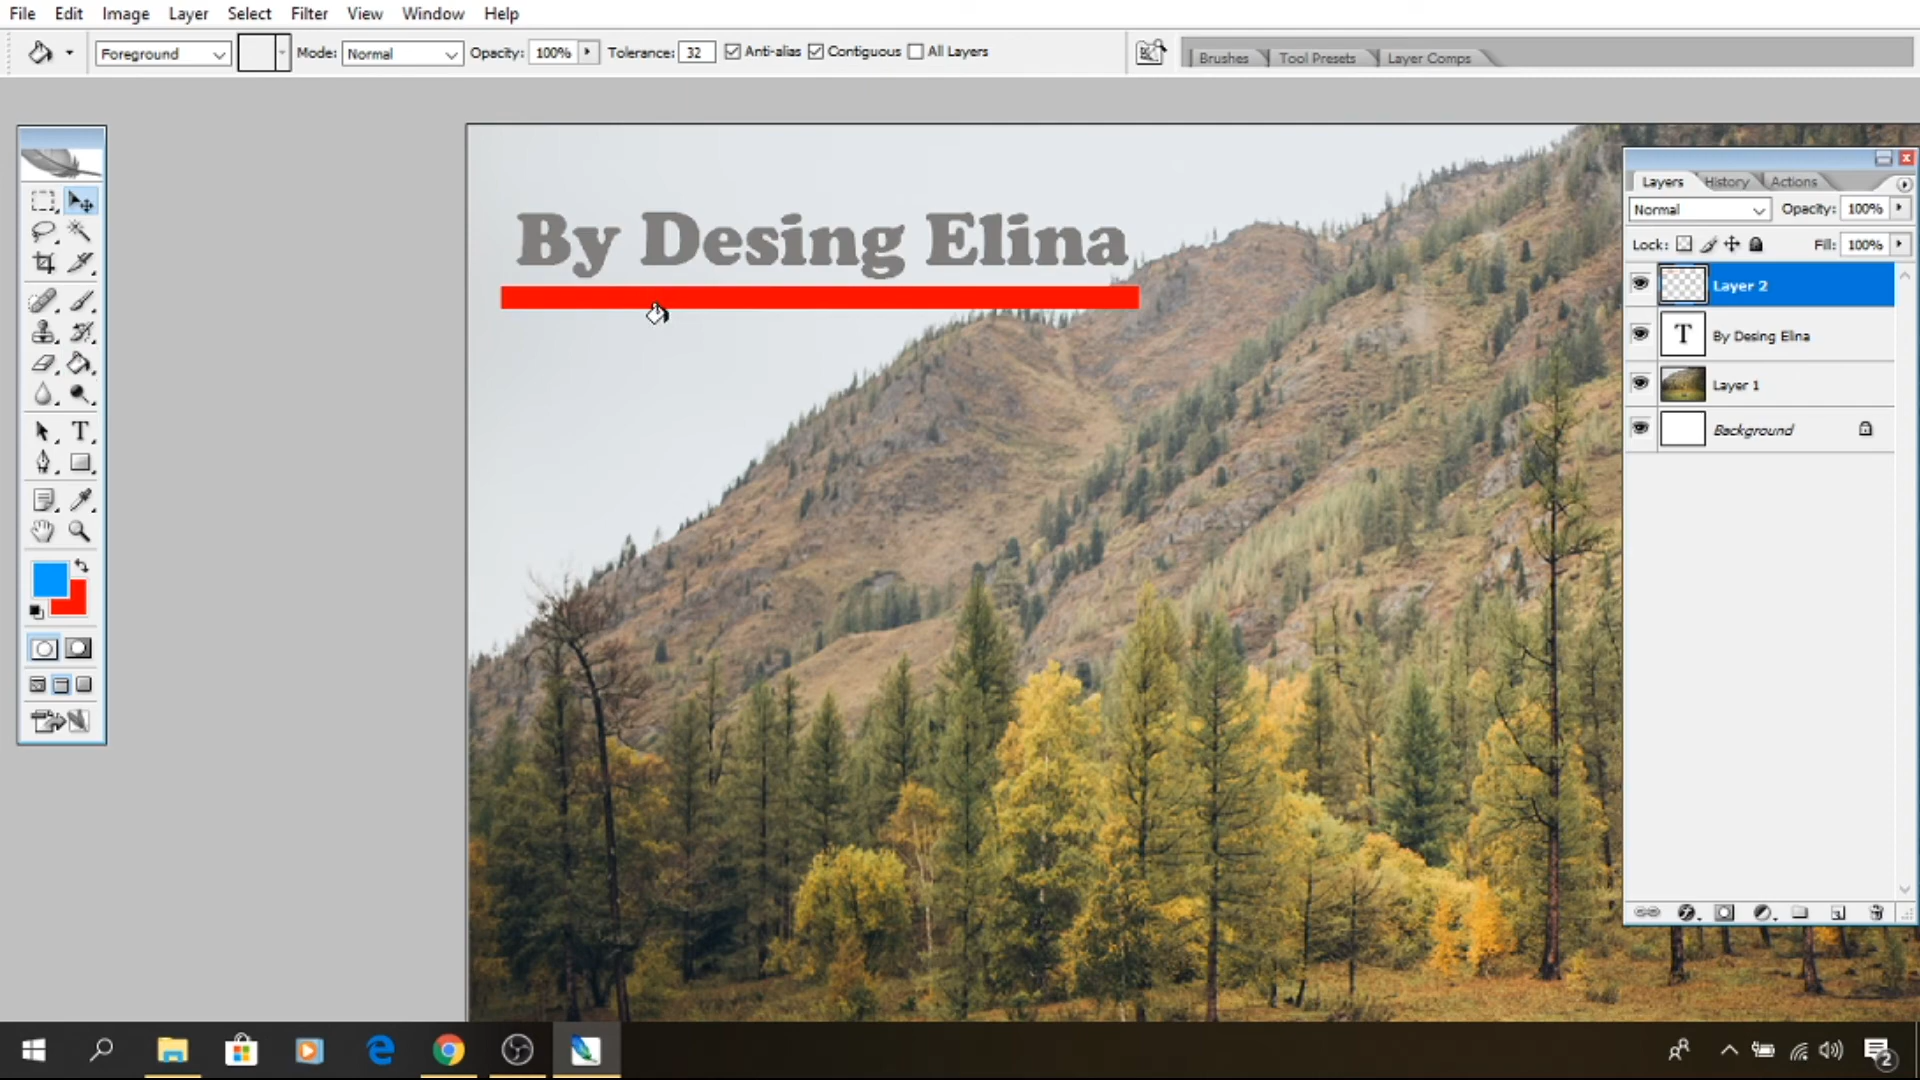 File Edit Image Layer Select Filter View Window Help
Foreground Mode: Normal Opacity: 100% Tolerance: 32 Anti-alias Contiguous All Layers Brushes Tool Presets Layer Comps
By Desing Elina
Layers History Actions
Normal Opacity: 100%
Lock: Fill: 100%
Layer 2
T By Desing Elina
Layer 1
Background
T
2